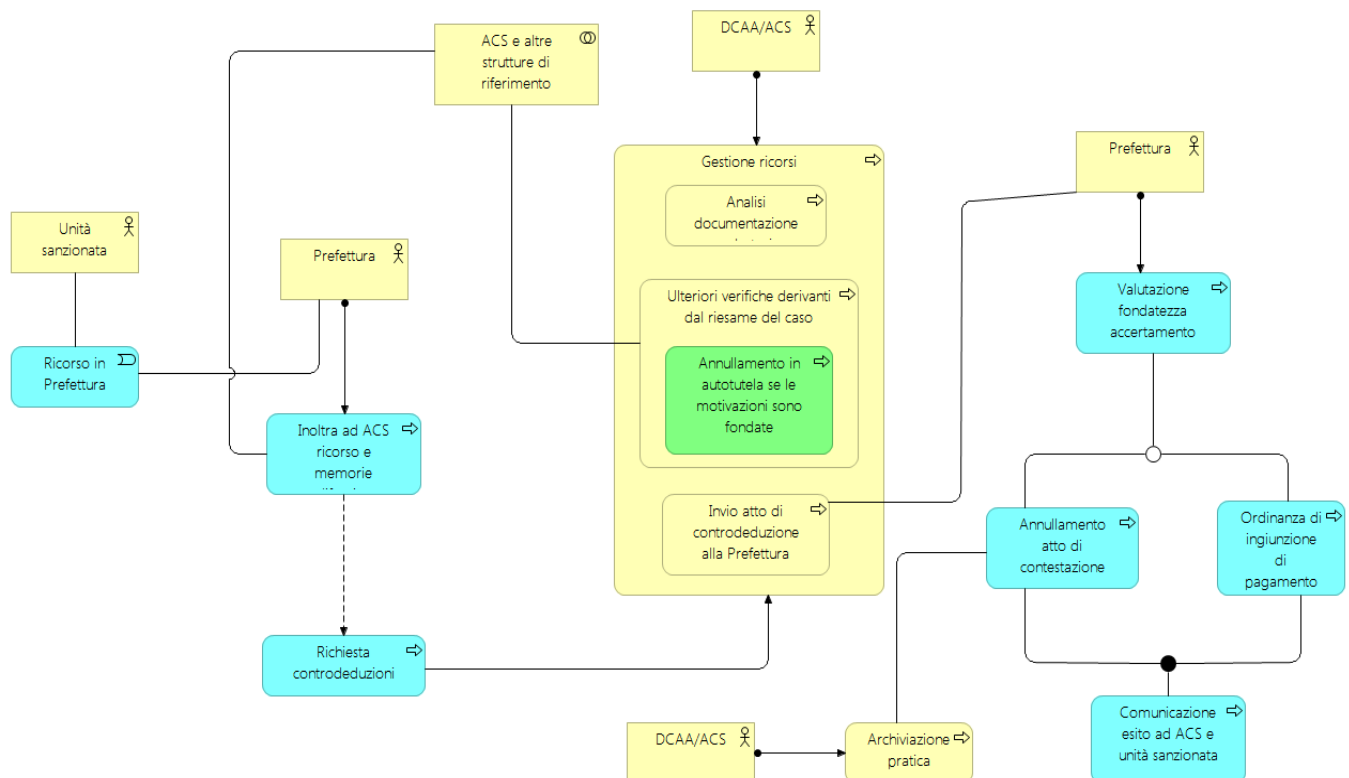 ACS e altre
strutture di
riferimento
DCAA/ACS
Prefettura
Gestione ricorsi
Analisi
documentazione
Unità
sanzionata
Prefettura
Ulteriori verifiche derivanti
dal riesame del caso
Valutazione
fondatezza
accertamento
Ricorso in
Prefettura
Annullamento in
autotutela se le
motivazioni sono
fondate
Inoltra ad ACS
ricorso e
memorie
Invio atto di
controdeduzione
alla Prefettura
Annullamento
atto di
contestazione
Ordinanza di
ingiunzione
di
pagamento
Richiesta
controdeduzioni
DCAA/ACS
Archiviazione
pratica
Comunicazione
esito ad ACS e
unità sanzionata